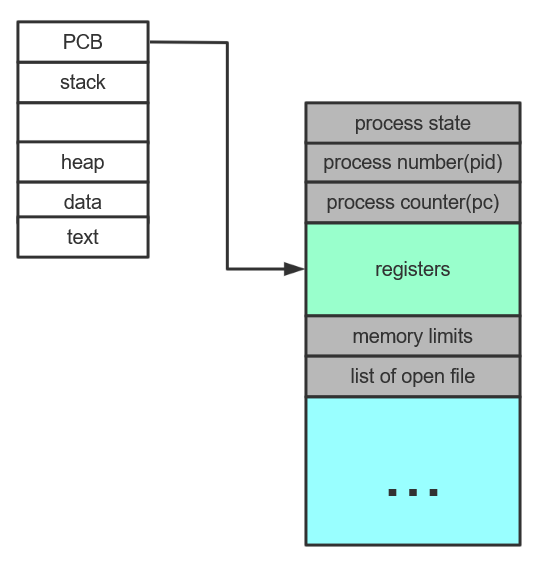 PCB
stack
heap
data
text
process state
process number(pid)
process counter(pc)
registers
memory limits
list of open file
...